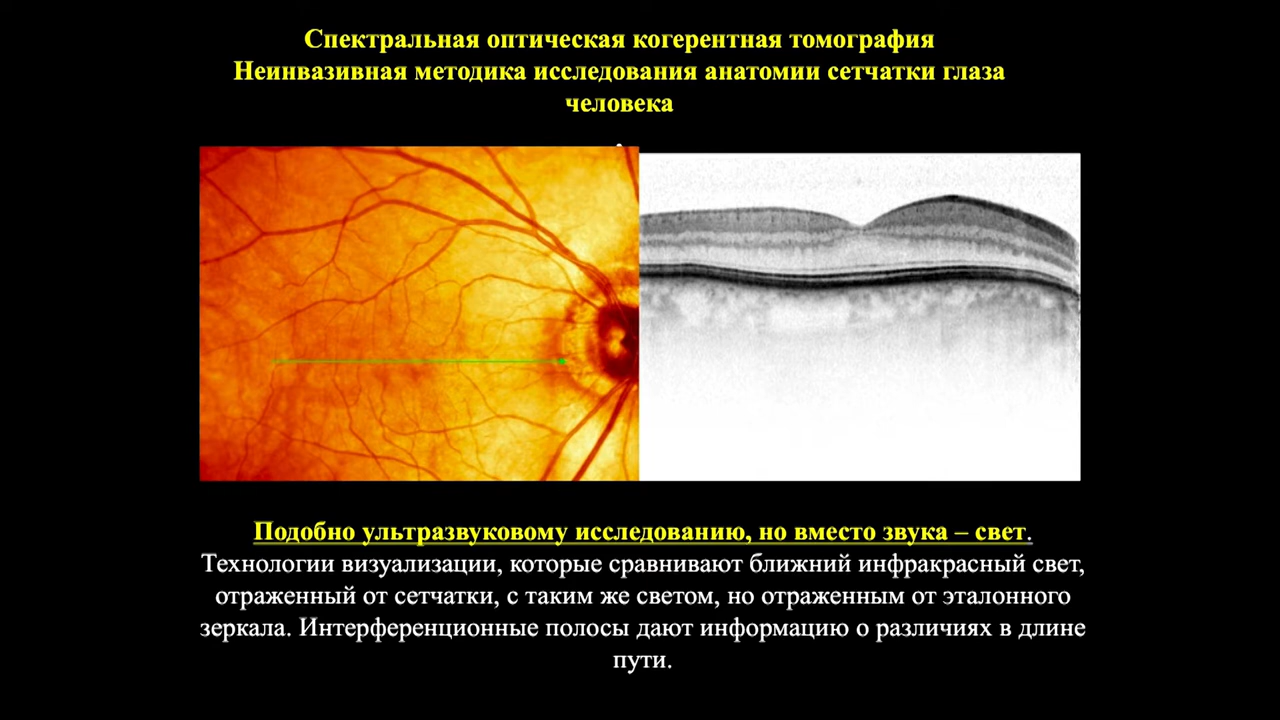 Спектральная оптическая когерентная томография
Неинвазивная методика исследования анатомии сетчатки глаза
человека
Подобно ультразвуковому исследованию, но вместо звука – свет.
Технологии визуализации, которые сравнивают ближний инфракрасный свет,
отраженный от сетчатки, с таким же светом, но отраженным от эталонного
зеркала. Интерференционные полосы дают информацию о различиях в длине
пути.